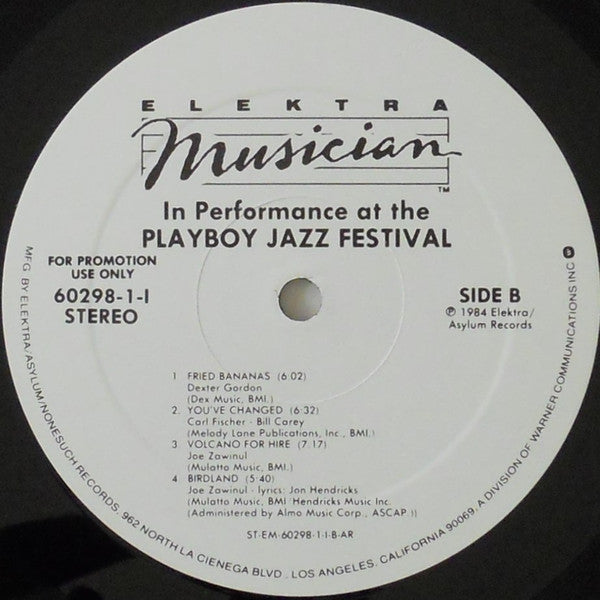 ELEKTRA
Musician
TM
In Performance at the
PLAYBOY JAZZ FESTIVAL
FOR PROMOTION
USE ONLY
60298-1-I
STEREO
SIDE B
℗ 1984 Elektra/
Asylum Records
1 FRIED BANANAS (6:02)
Dexter Gordon
(Dex Music, BMI.)
2. YOU'VE CHANGED (6:32)
Carl Fischer - Bill Carey
(Melody Lane Publications, Inc., BMI.)
3 VOLCANO FOR HIRE (7:17)
Joe Zawinul
(Mulatto Music, BMI.)
4 BIRDLAND (5:40)
Joe Zawinul - lyrics: Jon Hendricks
(Mulatto Music, BMI Hendricks Music Inc.
(Administered by Almo Music Corp., ASCAP.))
ST-EM-60298-1-I-B-AR
MFG. BY ELEKTRA/ASYLUM/NONESUCH RECORDS, 962 NORTH LA CIENEGA BLVD., LOS ANGELES, CALIFORNIA 90069, A DIVISION OF WARNER COMMUNICATIONS INC